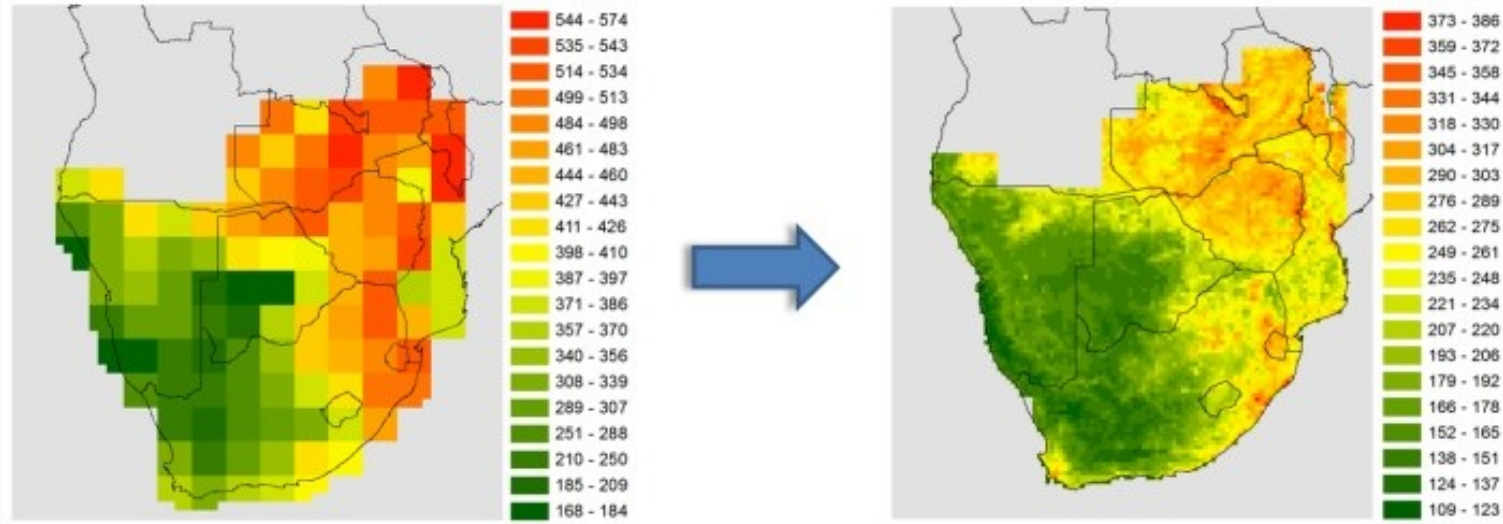 544 - 574
535 - 543
514 - 534
499 - 513
484 - 498
461 - 483
444 - 460
427 - 443
411 - 426
398 - 410
387 - 397
371 - 386
357 - 370
340 - 356
308 - 339
289 - 307
251 - 288
210 - 250
185 - 209
168 - 184
373 - 386
359 - 372
345 - 358
331 - 344
318 - 330
304 - 317
290 - 303
276 - 289
262 - 275
249 - 261
235 - 248
221 - 234
207 - 220
193 - 206
179 - 192
166 - 178
152 - 165
138 - 151
124 - 137
109 - 123